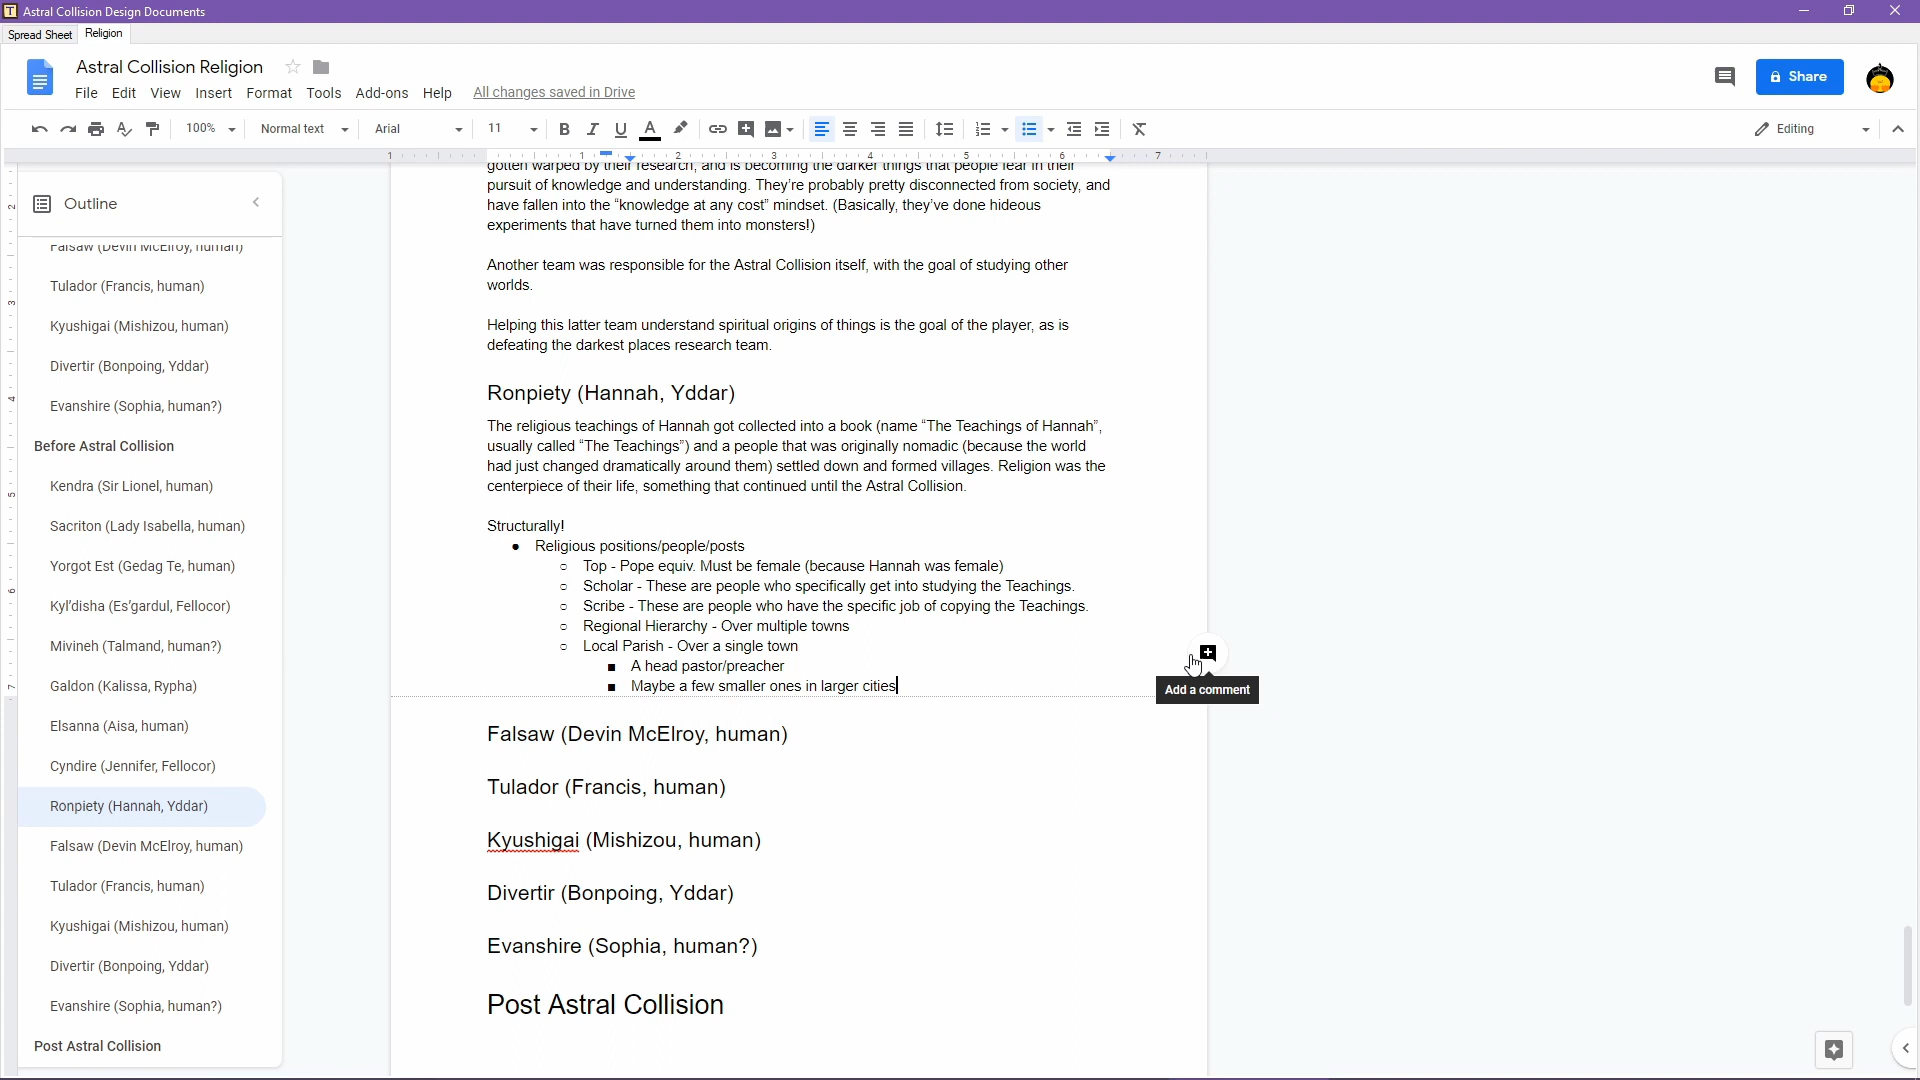 Astral Collision Design Documents
Spread Sheet Religion
Astral Collision Religion
File Edit View Insert Format Tools Add-ons Help All changes saved in Drive
Share
100% Normal text Arial 11 B I U A Editing
1 1 2 3 4 5 6 7
Outline
Falsaw (Devin McElroy, human)
Tulador (Francis, human)
Kyushigai (Mishizou, human)
Divertir (Bonpoing, Yddar)
Evanshire (Sophia, human?)
Before Astral Collision
Kendra (Sir Lionel, human)
Sacriton (Lady Isabella, human)
Yorgot Est (Gedag Te, human)
Kyl'disha (Es'gardul, Fellocor)
Mivineh (Talmand, human?)
Galdon (Kalissa, Rypha)
Elsanna (Aisa, human)
Cyndire (Jennifer, Fellocor)
Ronpiety (Hannah, Yddar)
Falsaw (Devin McElroy, human)
Tulador (Francis, human)
Kyushigai (Mishizou, human)
Divertir (Bonpoing, Yddar)
Evanshire (Sophia, human?)
Post Astral Collision
2
3
4
5
6
7
gotten warped by their research, and is becoming the darker things that people fear in their
pursuit of knowledge and understanding. They're probably pretty disconnected from society, and
have fallen into the "knowledge at any cost" mindset. (Basically, they've done hideous
experiments that have turned them into monsters!)
Another team was responsible for the Astral Collision itself, with the goal of studying other
worlds.
Helping this latter team understand spiritual origins of things is the goal of the player, as is
defeating the darkest places research team.
Ronpiety (Hannah, Yddar)
The religious teachings of Hannah got collected into a book (name "The Teachings of Hannah",
usually called "The Teachings") and a people that was originally nomadic (because the world
had just changed dramatically around them) settled down and formed villages. Religion was the
centerpiece of their life, something that continued until the Astral Collision.
Structurally!
● Religious positions/people/posts
○ Top - Pope equiv. Must be female (because Hannah was female)
○ Scholar - These are people who specifically get into studying the Teachings.
○ Scribe - These are people who have the specific job of copying the Teachings.
○ Regional Hierarchy - Over multiple towns
○ Local Parish - Over a single town
■ A head pastor/preacher
■ Maybe a few smaller ones in larger cities
Add a comment
Falsaw (Devin McElroy, human)
Tulador (Francis, human)
Kyushigai (Mishizou, human)
Divertir (Bonpoing, Yddar)
Evanshire (Sophia, human?)
Post Astral Collision